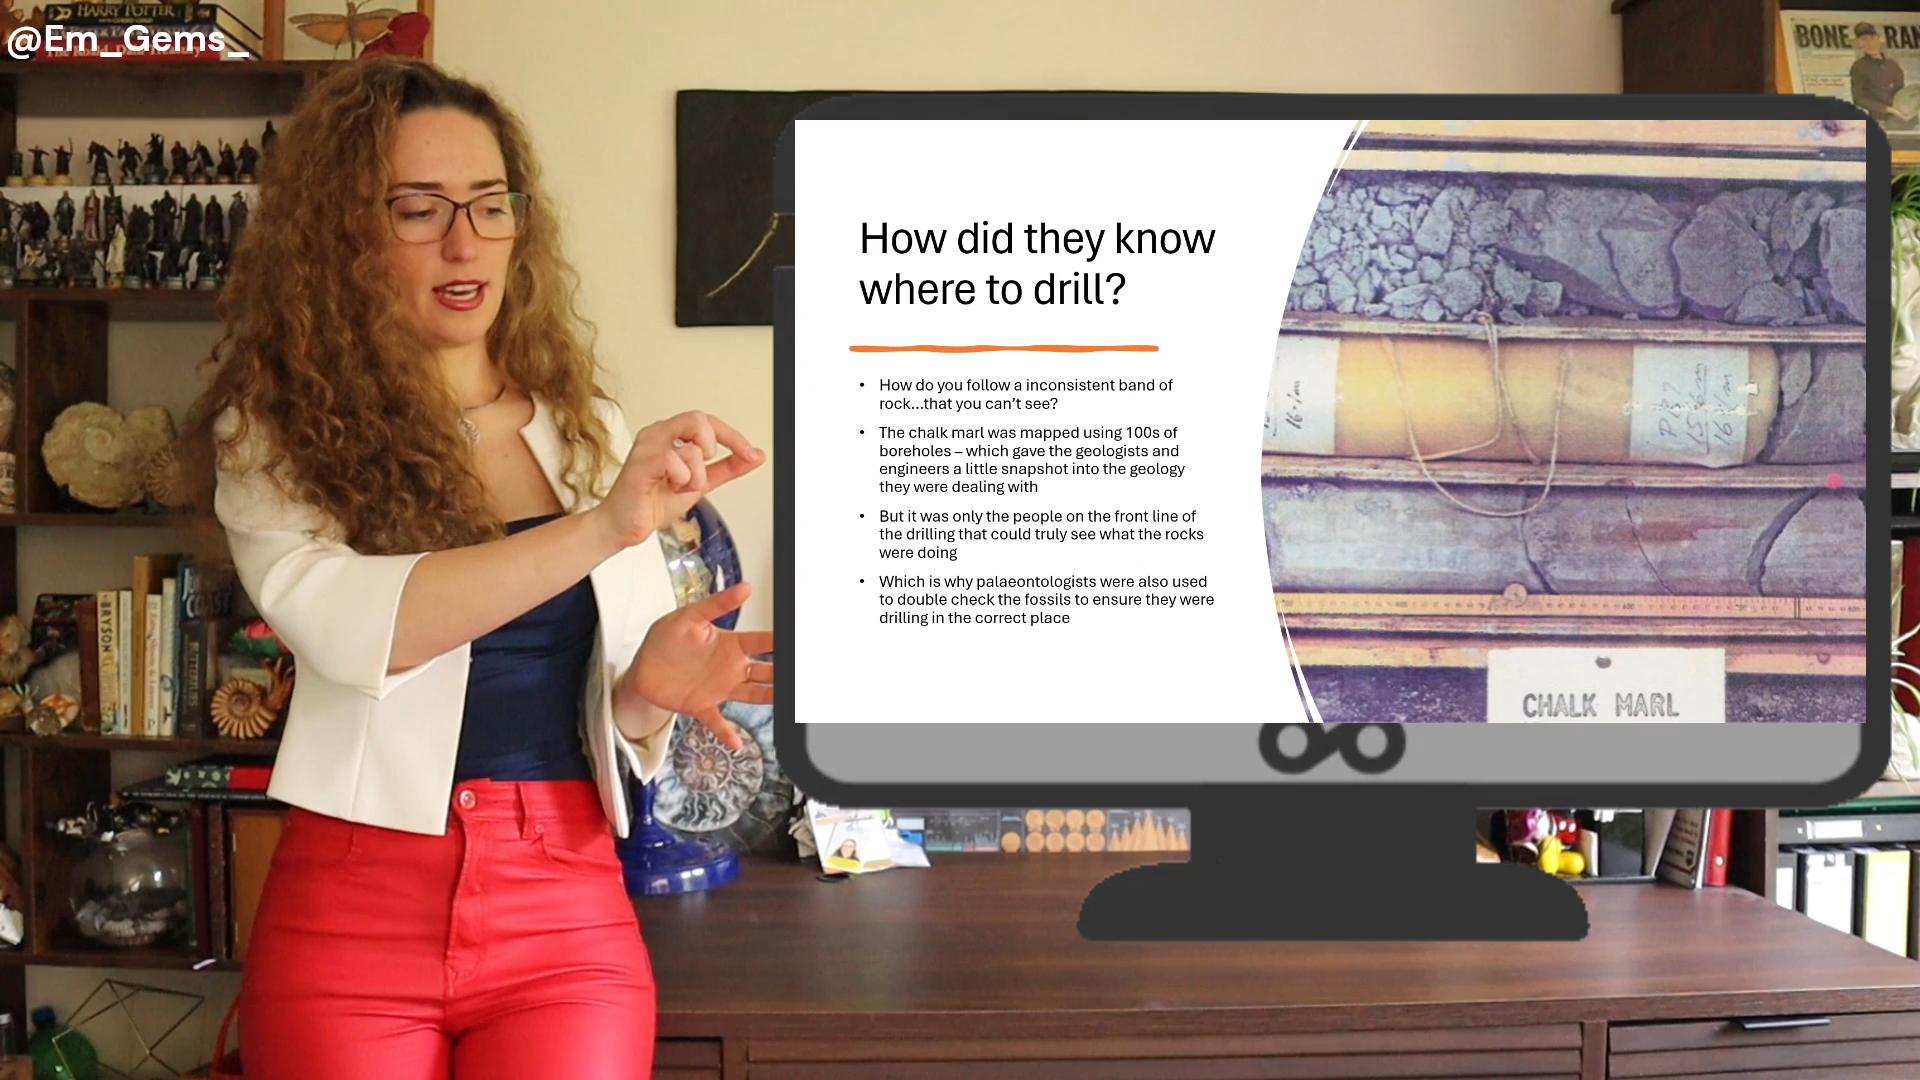 @Em_Gems_
HARRY POTTER
BONE
RAN
How did they know
where to drill?
• How do you follow a inconsistent band of
rock...that you can't see?
• The chalk marl was mapped using 100s of
boreholes – which gave the geologists and
engineers a little snapshot into the geology
they were dealing with
• But it was only the people on the front line of
the drilling that could truly see what the rocks
were doing
• Which is why palaeontologists were also used
to double check the fossils to ensure they were
drilling in the correct place
CHALK MARL
BRYSON